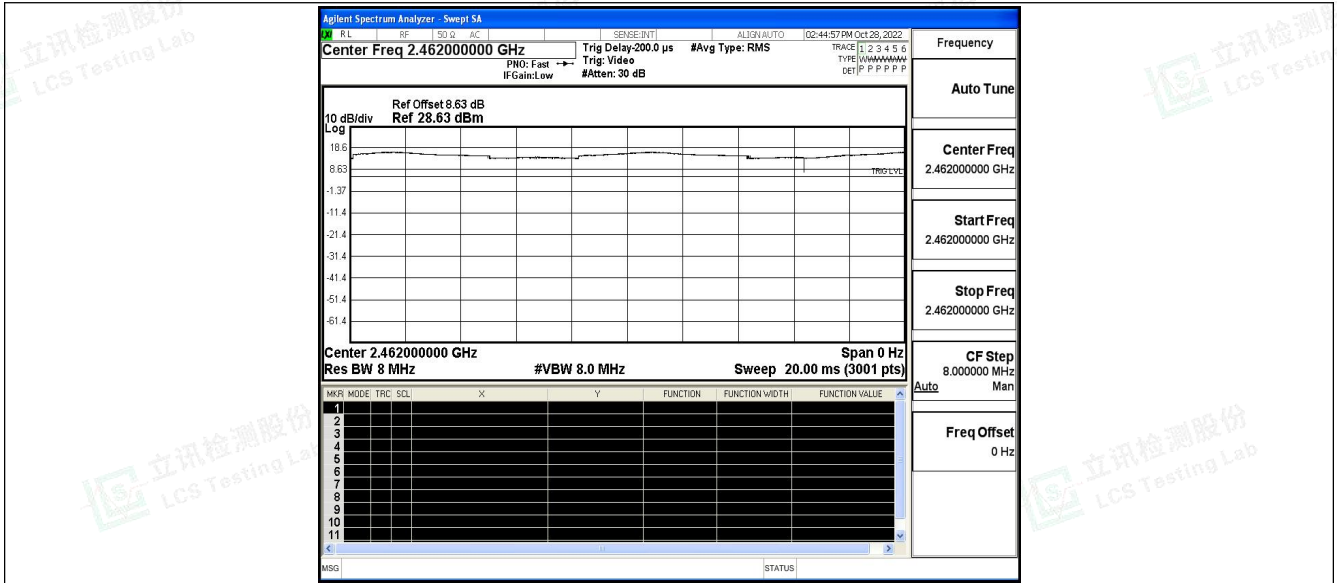 Agilent Spectrum Analyzer - Swept SA
LXI RL RF 50 Ω AC SENSE:INT ALIGNAUTO 02:44:57 PM Oct 28, 2022
Center Freq 2.462000000 GHz
PNO: Fast
IFGain:Low
Trig Delay-200.0 µs
Trig: Video
#Atten: 30 dB
#Avg Type: RMS
TRACE 1 2 3 4 5 6
TYPE WWWWWW
DET P P P P P P
Ref Offset 8.63 dB
10 dB/div Ref 28.63 dBm
Log
18.6
8.63
TRIG LVL
-1.37
-11.4
-21.4
-31.4
-41.4
-51.4
-61.4
Center 2.462000000 GHz Span 0 Hz
Res BW 8 MHz #VBW 8.0 MHz Sweep 20.00 ms (3001 pts)
MKR MODE TRC SCL X Y FUNCTION FUNCTION WIDTH FUNCTION VALUE
1
2
3
4
5
6
7
8
9
10
11
MSG STATUS
Frequency
Auto Tune
Center Freq
2.462000000 GHz
Start Freq
2.462000000 GHz
Stop Freq
2.462000000 GHz
CF Step
8.000000 MHz
Auto Man
Freq Offset
0 Hz
立讯检测股份
LCS Testing Lab
立讯检测股
LCS Testin
立讯检测股份
LCS Testing Lab
立讯检测股份
LCS Testing Lab